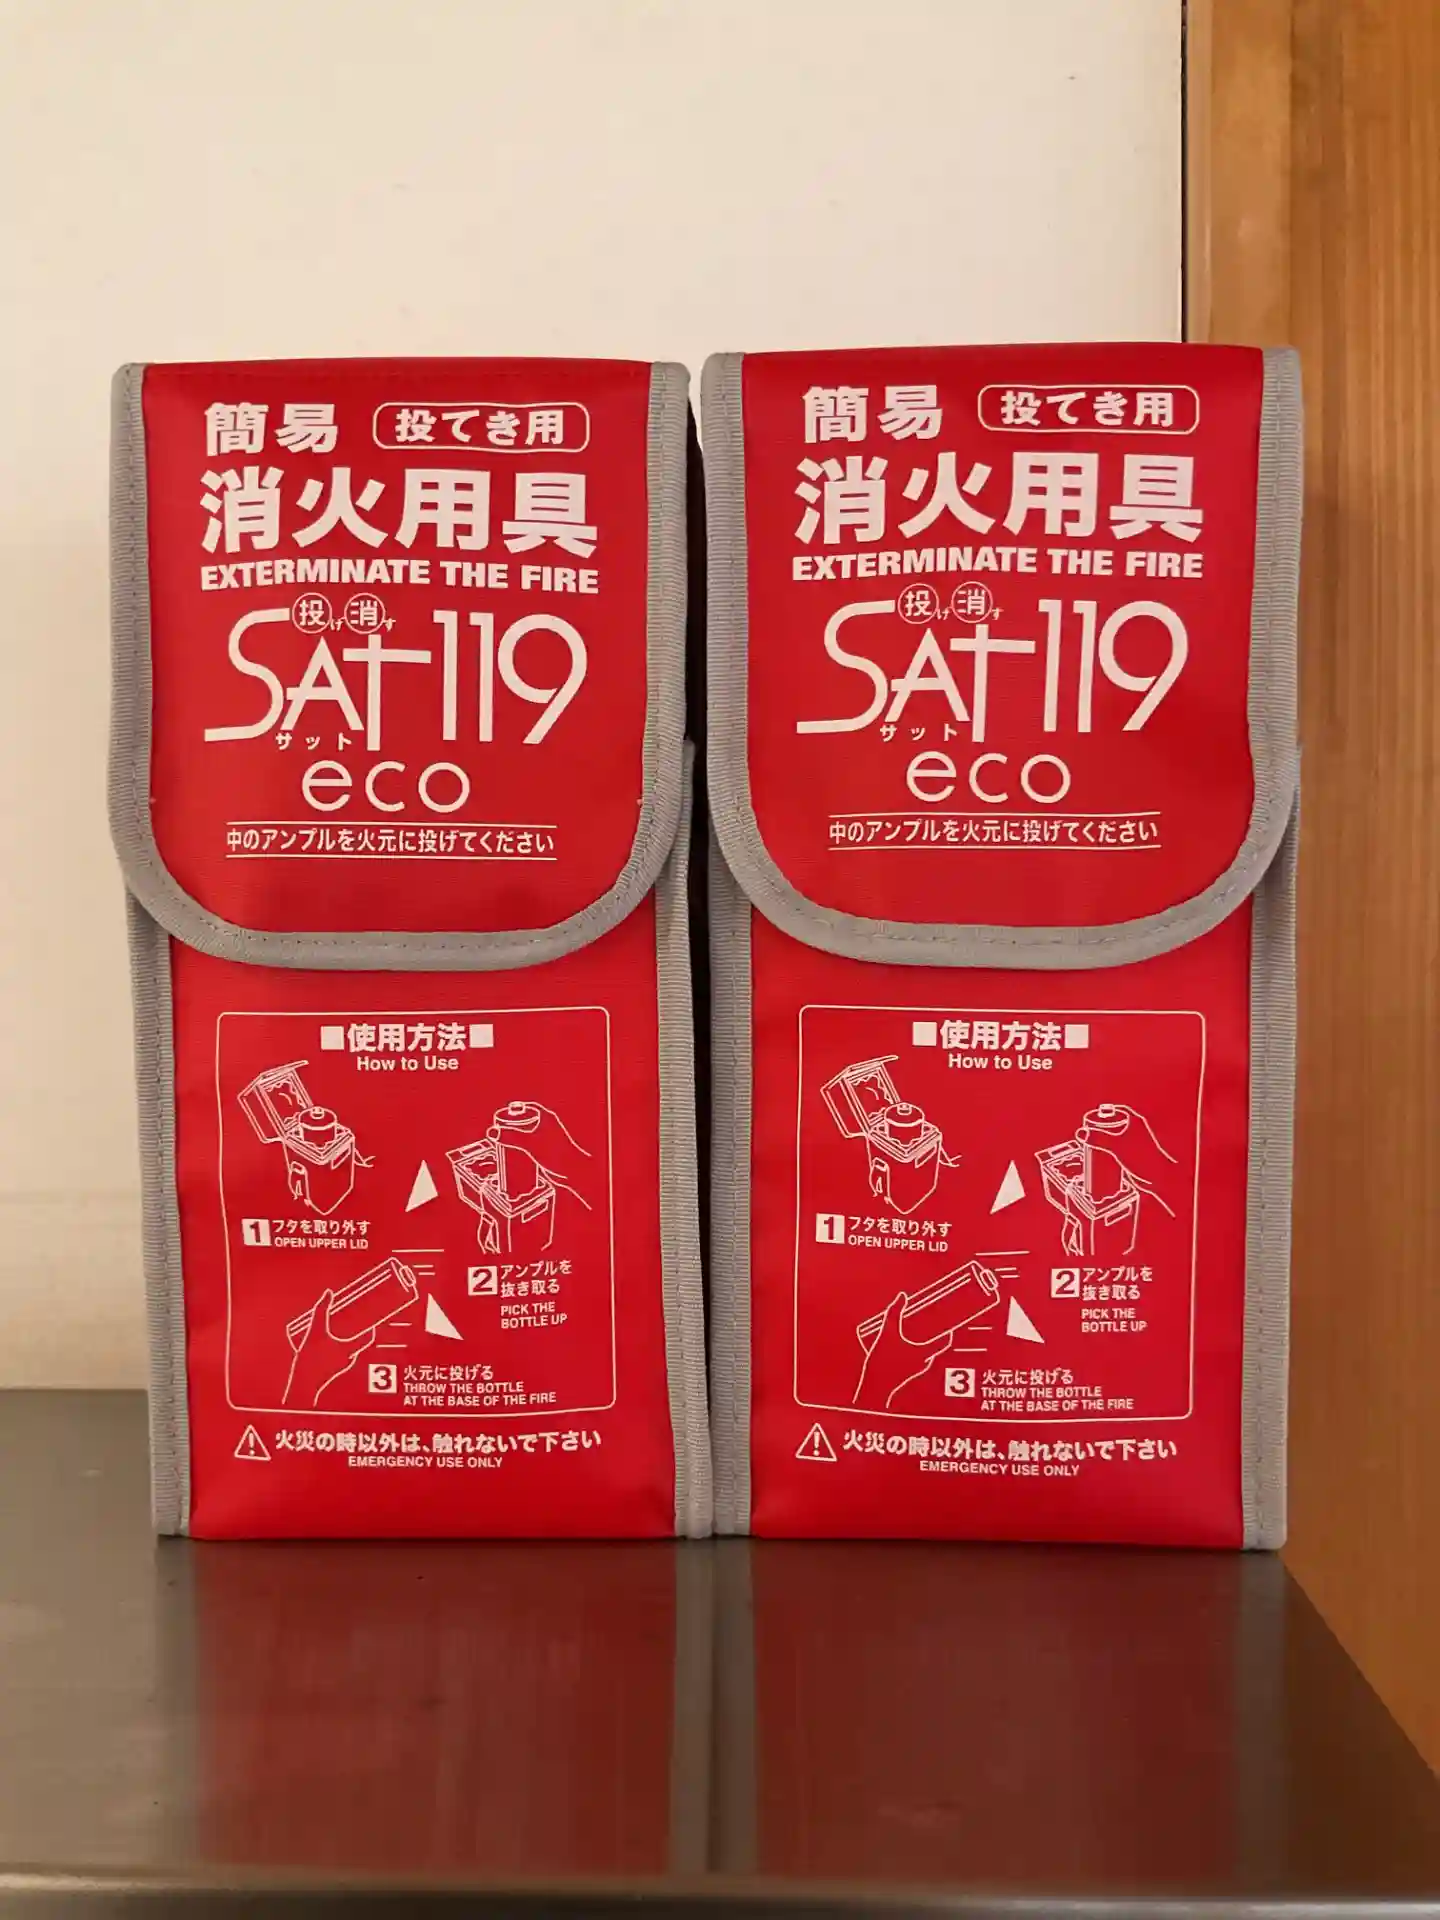 簡易 投てき用
消火用具
EXTERMINATE THE FIRE
投げ消す
SAT119
サット
eco
中のアンプルを火元に投げてください
■使用方法■
How to Use
1 フタを取り外す
OPEN UPPER LID
2 アンプルを
抜き取る
PICK THE
BOTTLE UP
3 火元に投げる
THROW THE BOTTLE
AT THE BASE OF THE FIRE
火災の時以外は、触れないで下さい
EMERGENCY USE ONLY
簡易 投てき用
消火用具
EXTERMINATE THE FIRE
投げ消す
SAT119
サット
eco
中のアンプルを火元に投げてください
■使用方法■
How to Use
1 フタを取り外す
OPEN UPPER LID
2 アンプルを
抜き取る
PICK THE
BOTTLE UP
3 火元に投げる
THROW THE BOTTLE
AT THE BASE OF THE FIRE
火災の時以外は、触れないで下さい
EMERGENCY USE ONLY